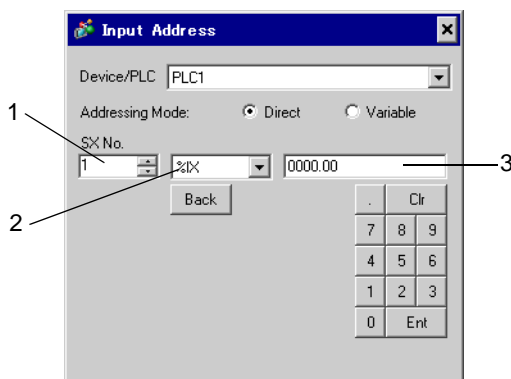 Input Address
Device/PLC PLC1
Addressing Mode: Direct Variable
1
SX No.
1 %IX 0000.00 3
2
Back . Clr
7 8 9
4 5 6
1 2 3
0 Ent